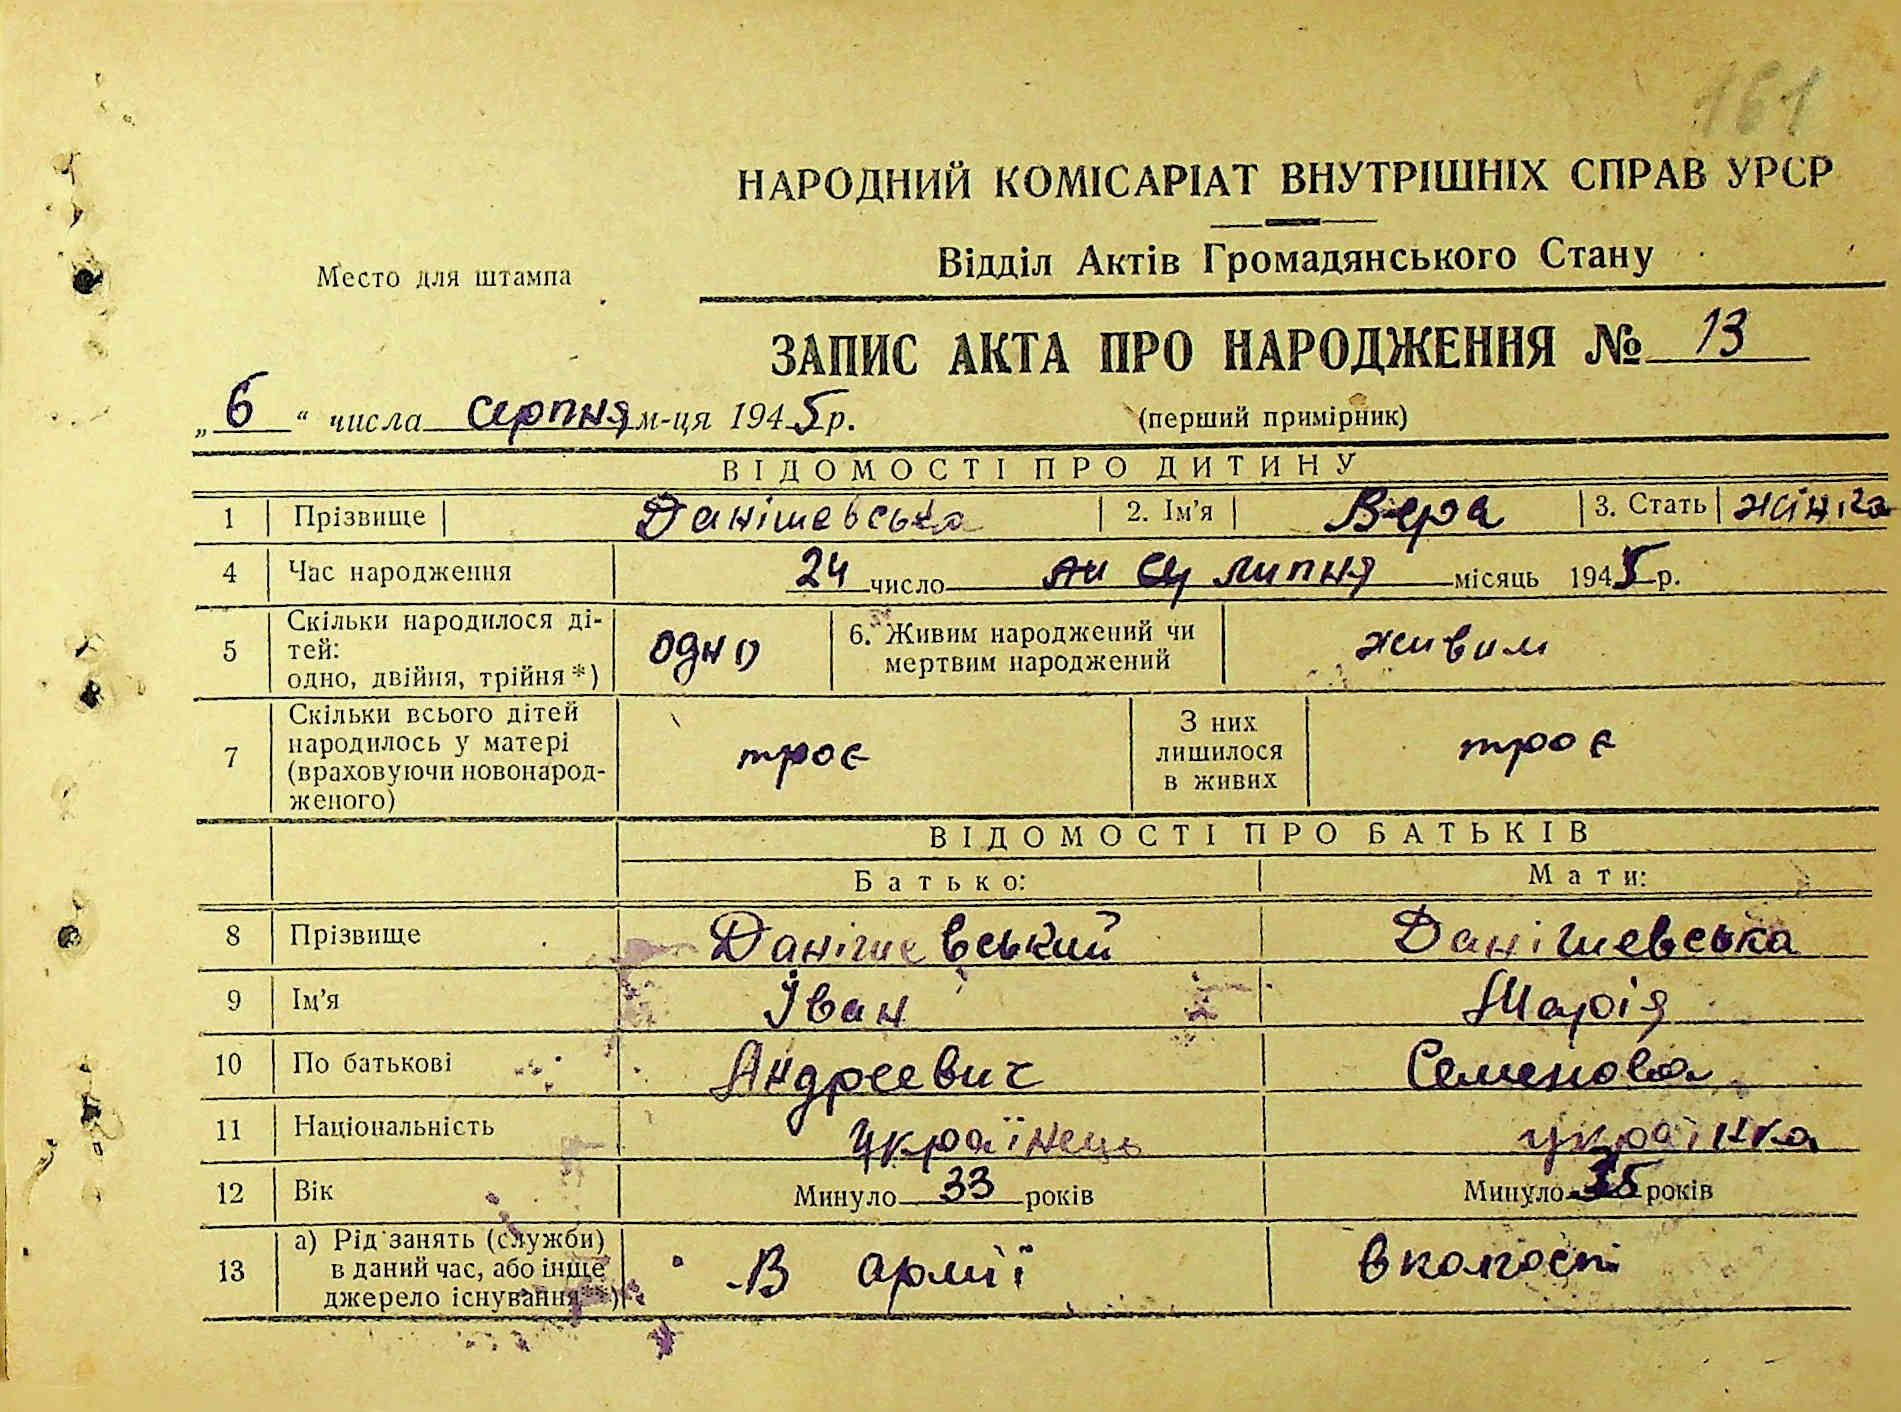 161
НАРОДНИЙ КОМІСАРІАТ ВНУТРІШНІХ СПРАВ УРСР
Место для штампа
Відділ Актів Громадянського Стану
ЗАПИС АКТА ПРО НАРОДЖЕННЯ № 13
„6“ числа серпня м-ця 1945 р. (перший примірник)
ВІДОМОСТІ ПРО ДИТИНУ
1 Прізвище Данішевська 2. Ім'я Вера 3. Стать жінка
4 Час народження 24 число липня місяць 1945 р.
5 Скільки народилося ді-
тей:
одно, двійня, трійня *) одно 6. Живим народжений чи
мертвим народжений живим
7 Скільки всього дітей
народилось у матері
(враховуючи новонарод-
женого) троє З них
лишилося
в живих троє
ВІДОМОСТІ ПРО БАТЬКІВ
Батько: Мати:
8 Прізвище Данішевський Данішевська
9 Ім'я Іван Марія
10 По батькові Андреевич Семенова
11 Національність Українець українка
12 Вік Минуло 33 років Минуло 35 років
13 а) Рід занять (служби)
в даний час, або інше
джерело існування **) В армії в колгоспі